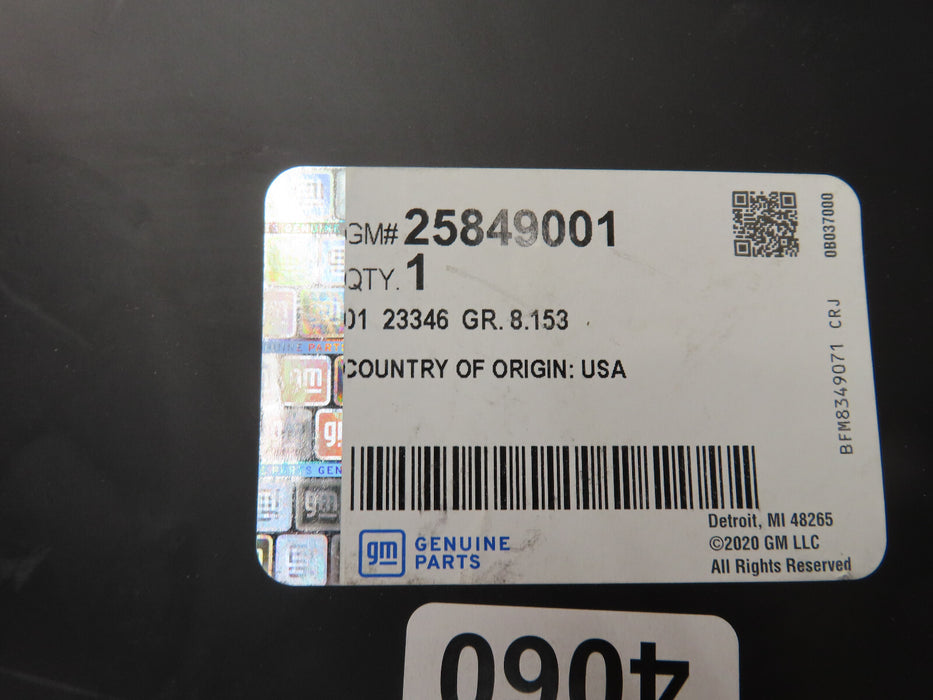 GM# 25849001
QTY. 1
01 23346 GR. 8.153
COUNTRY OF ORIGIN: USA
0B037000
BFM8349071 CRJ
gm GENUINE
PARTS
Detroit, MI 48265
©2020 GM LLC
All Rights Reserved
4060